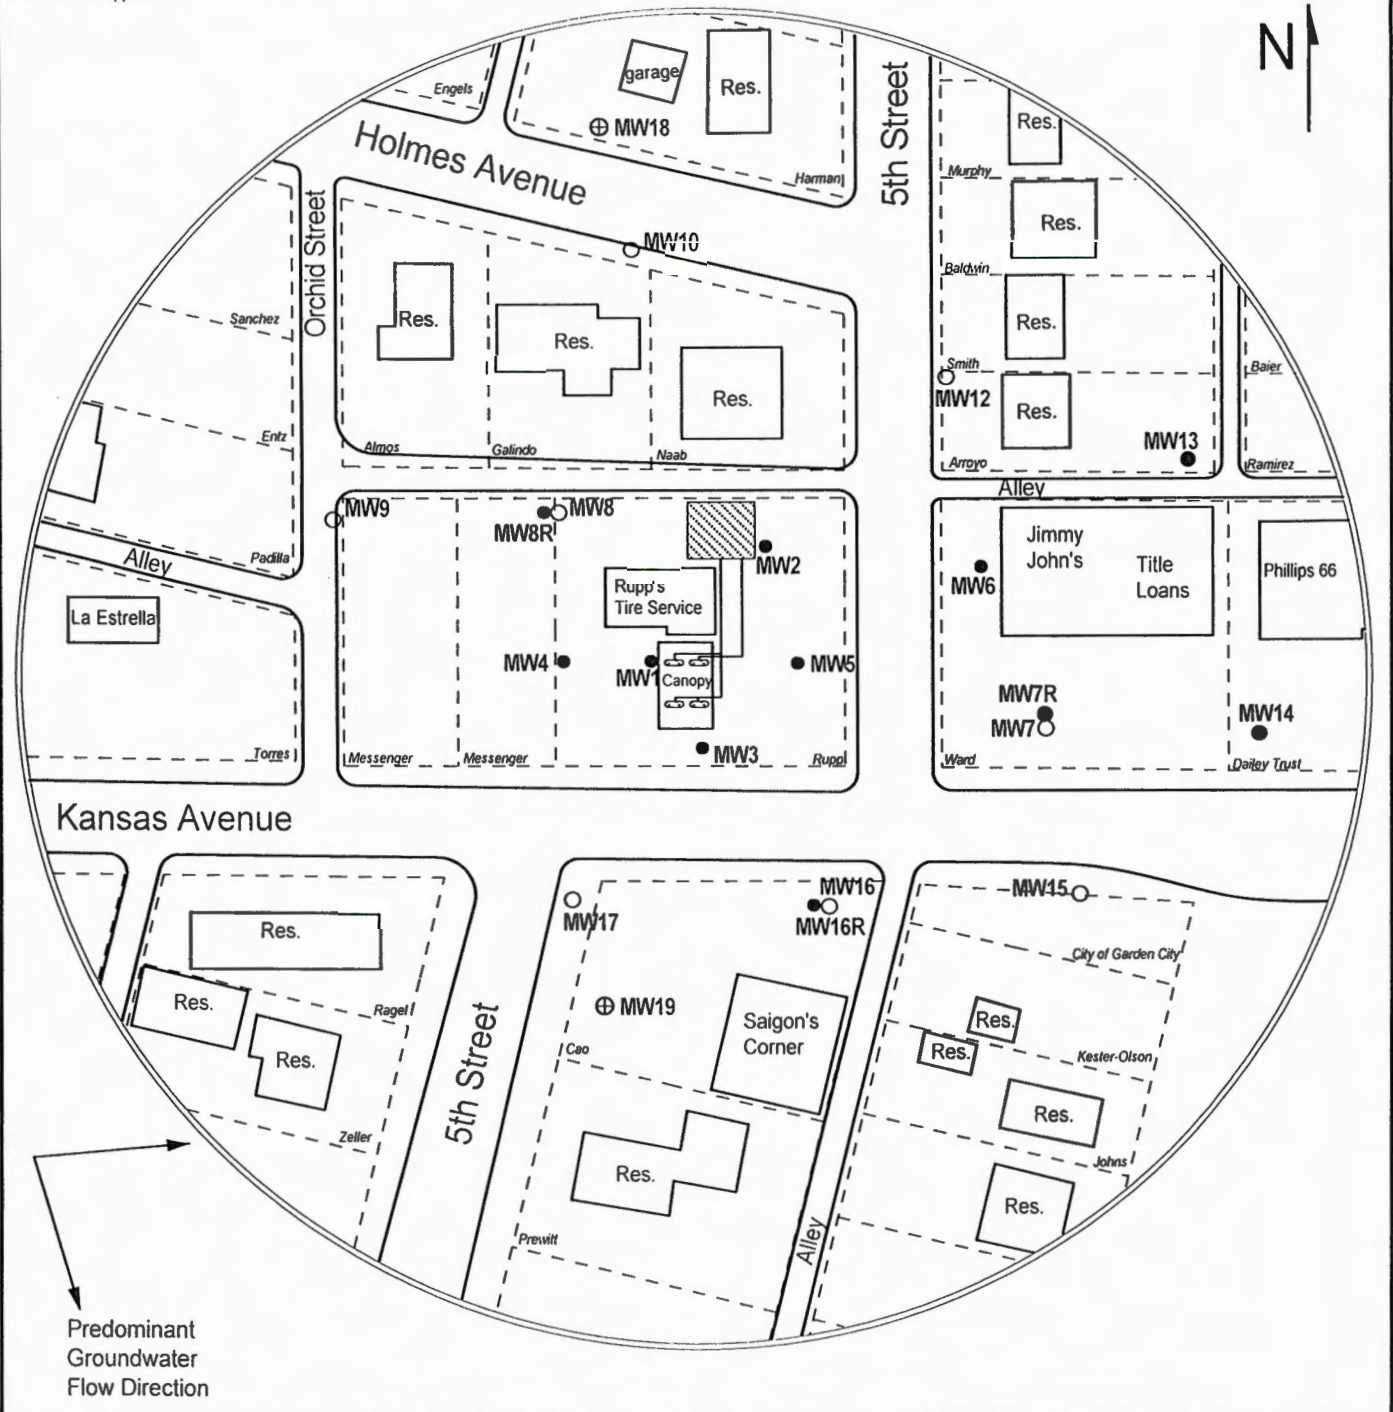 N
Engels
garage
Res.
MW18
Holmes Avenue
Harman
5th Street
Res.
Murphy
Res.
Baldwin
Orchid Street
MW10
Res.
Res.
Res.
Sanchez
Res.
Smith
MW12
Res.
Baier
MW13
Entz
Almos
Galindo
Naab
Arroyo
Ramirez
Alley
MW9
MW8
MW8R
MW2
Jimmy
John's
Title
Loans
Phillips 66
MW6
Padilla
Alley
La Estrella
Rupp's
Tire Service
MW4
MW1
Canopy
MW5
MW7R
MW7
MW14
MW3
Torres
Messenger
Messenger
Rupp
Ward
Dailey Trust
Kansas Avenue
MW17
MW16
MW16R
MW15
Res.
City of Garden City
Res.
Ragel
MW19
Saigon's
Corner
Res.
Res.
Cao
Kester-Olson
Res.
5th Street
Res.
Zeller
Johns
Res.
Res.
Prewitt
Alley
Predominant
Groundwater
Flow Direction